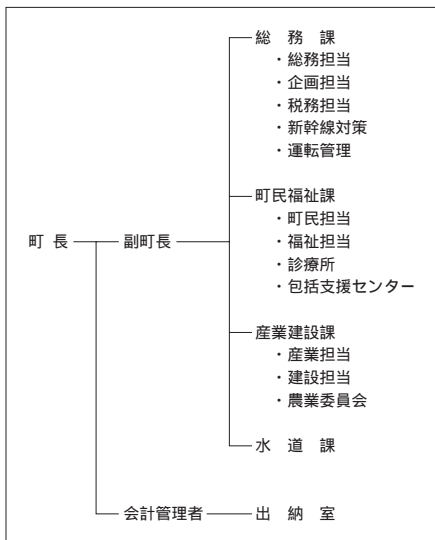 総務課
・総務担当
・企画担当
・税務担当
・新幹線対策
・運転管理
町民福祉課
・町民担当
・福祉担当
・診療所
・包括支援センター
町長 副町長
産業建設課
・産業担当
・建設担当
・農業委員会
水道課
会計管理者 出納室